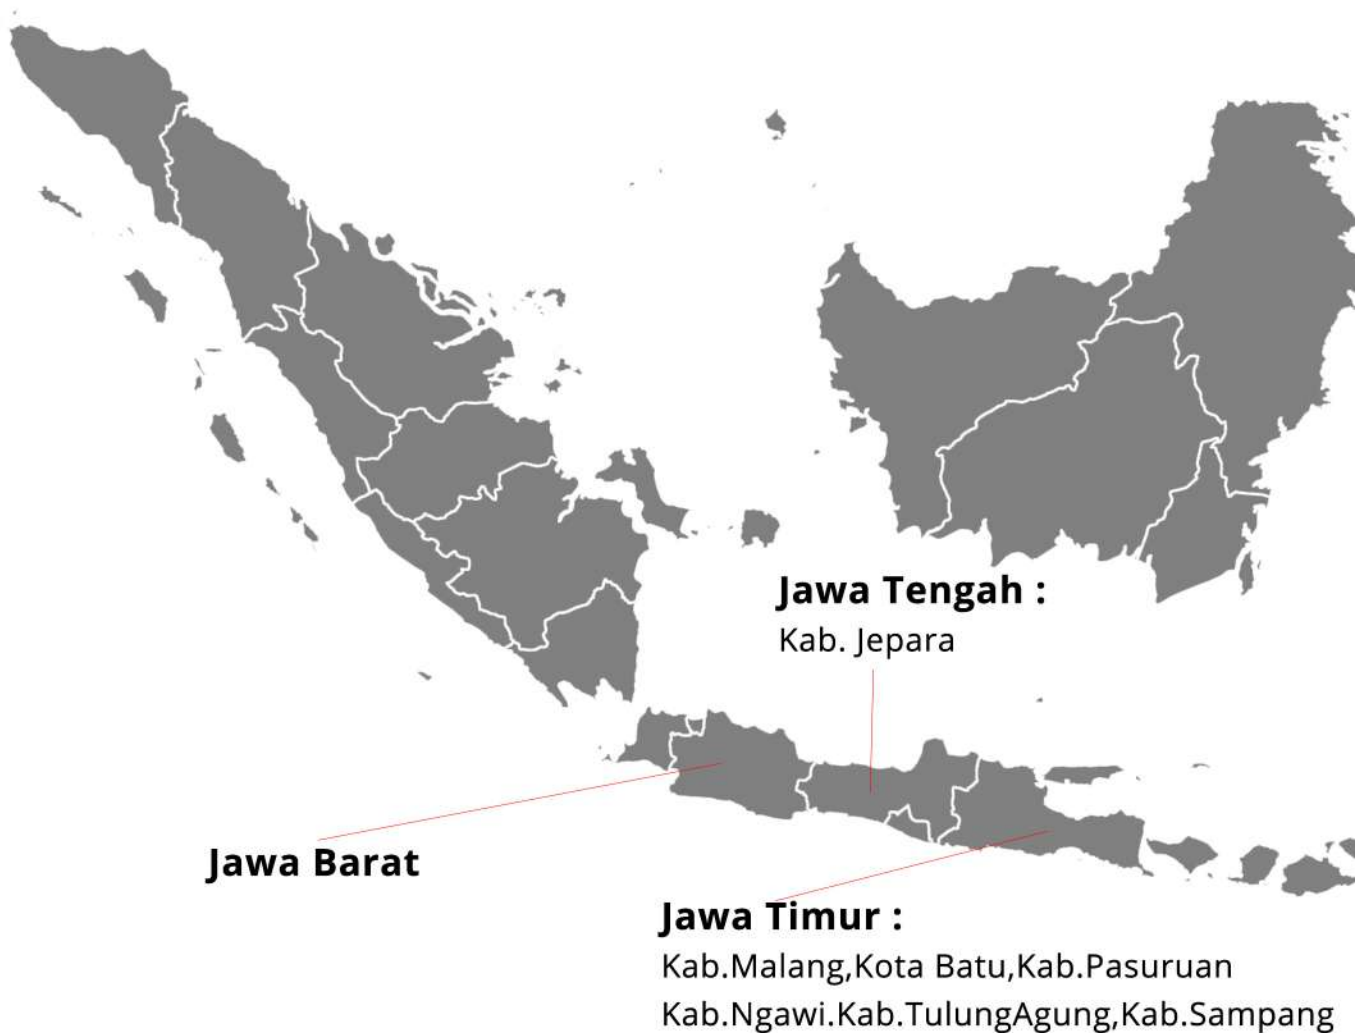 Jawa Tengah :
Kab. Jepara
Jawa Barat
Jawa Timur :
Kab.Malang,Kota Batu,Kab.Pasuruan
Kab.Ngawi.Kab.TulungAgung,Kab.Sampang